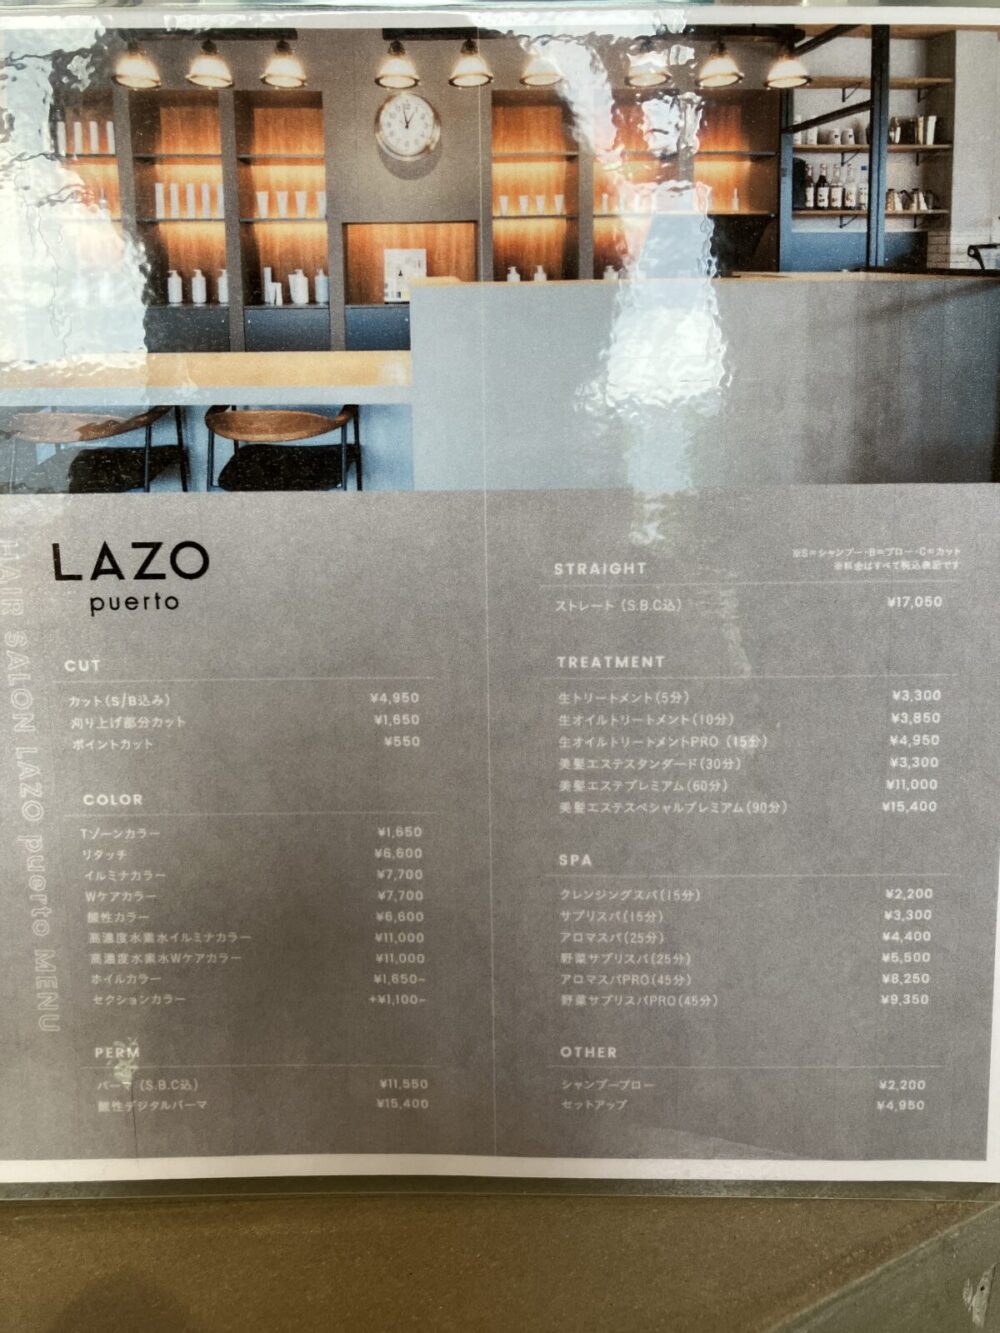 HAIR SALON LAZO puerto MENU
LAZO
puerto
CUT
カット(S/B込み) ¥4,950
刈り上げ部分カット ¥1,650
ポイントカット ¥550
COLOR
Tゾーンカラー ¥1,650
リタッチ ¥6,600
イルミナカラー ¥7,700
Wケアカラー ¥7,700
酸性カラー ¥6,600
高濃度水素水イルミナカラー ¥11,000
高濃度水素水Wケアカラー ¥11,000
ホイルカラー ¥1,650~
セクションカラー +¥1,100~
PERM
パーマ (S.B.C込) ¥11,550
酸性デジタルパーマ ¥15,400
※S=シャンプー・B=ブロー・C=カット
※料金はすべて税込表記です
STRAIGHT
ストレート (S.B.C込) ¥17,050
TREATMENT
生トリートメント(5分) ¥3,300
生オイルトリートメント(10分) ¥3,850
生オイルトリートメントPRO (15分) ¥4,950
美髪エステスタンダード(30分) ¥3,300
美髪エステプレミアム(60分) ¥11,000
美髪エステスペシャルプレミアム(90分) ¥15,400
SPA
クレンジングスパ(15分) ¥2,200
サプリスパ(15分) ¥3,300
アロマスパ(25分) ¥4,400
野菜サプリスパ(25分) ¥5,500
アロマスパPRO(45分) ¥8,250
野菜サプリスパPRO(45分) ¥9,350
OTHER
シャンプーブロー ¥2,200
セットアップ ¥4,950